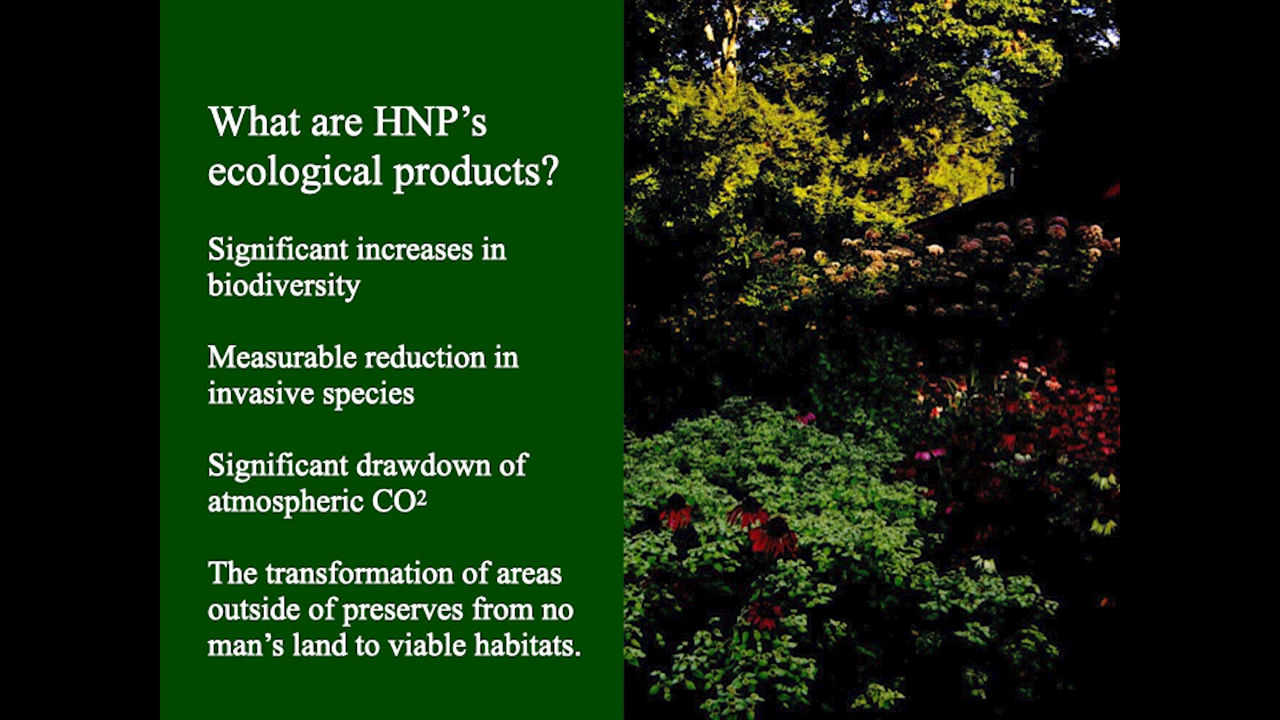 What are HNP’s
ecological products?
Significant increases in
biodiversity
Measurable reduction in
invasive species
Significant drawdown of
atmospheric CO²
The transformation of areas
outside of preserves from no
man’s land to viable habitats.